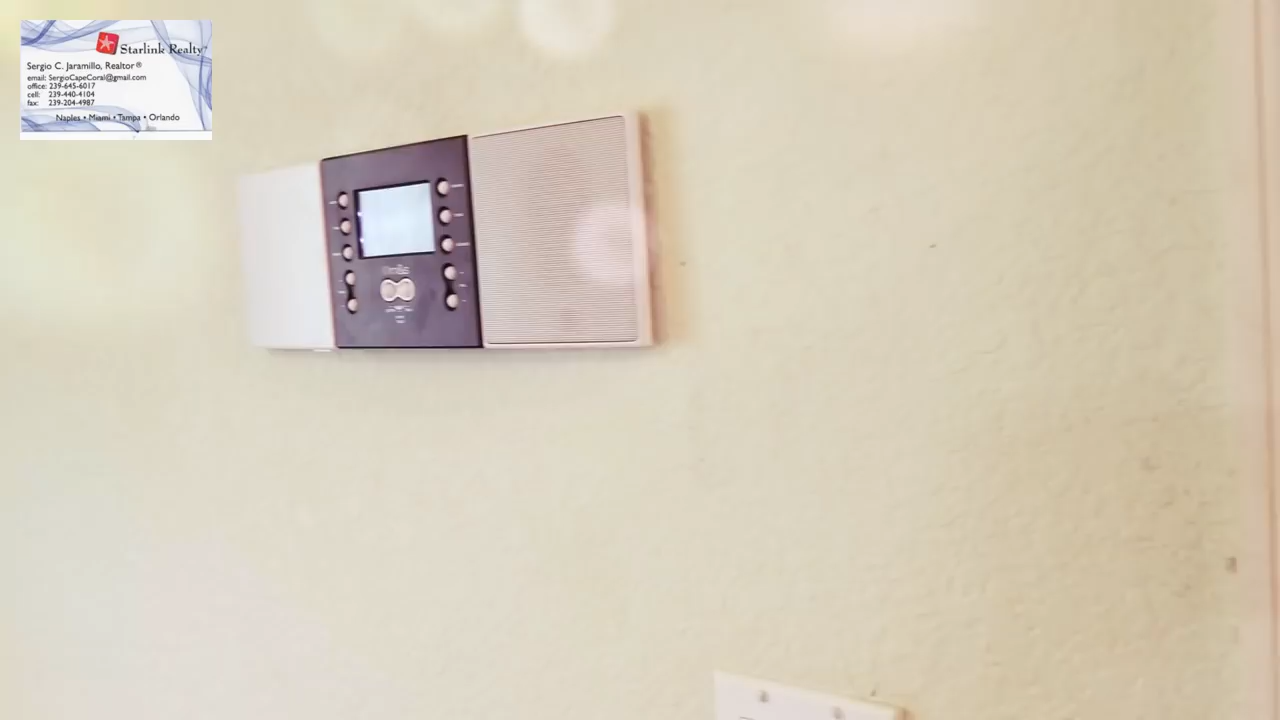 Starlink Realty
Sergio C. Jaramillo, Realtor®
email: SergioCapeCoral@gmail.com
office: 239-645-6017
cell: 239-440-4104
fax: 239-204-4987
Naples • Miami • Tampa • Orlando